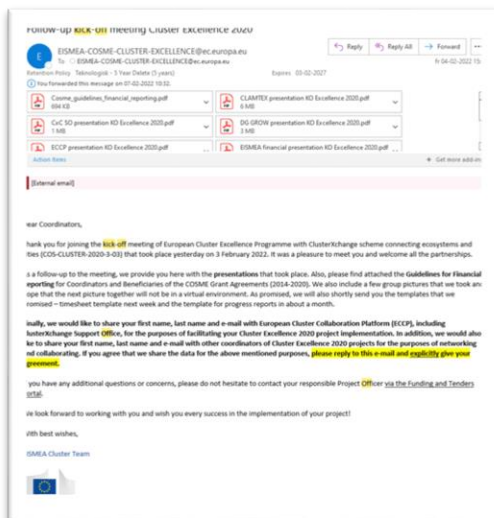 Follow-up kick-off meeting Cluster Excellence 2020
E
EISMEA-COSME-CLUSTER-EXCELLENCE@ec.europa.eu
To EISMEA-COSME-CLUSTER-EXCELLENCE@ec.europa.eu
Reply Reply All Forward
fr 04-02-2022
Retention Policy Teknologisk - 5 Year Delete (5 years) Expires 03-02-2027
You forwarded this message on 07-02-2022 10:32.
Cosme_guidelines_financial_reporting.pdf
694 KB
CLAMTEX presentation KO Excellence 2020.pdf
6 MB
CxC SO presentation KO Excellence 2020.pdf
1 MB
DG GROW presentation KO Excellence 2020.pdf
3 MB
ECCP presentation KO Excellence 2020.pdf
EISMEA financial presentation KO Excellence 2020.pdf
Action Items + Get more add-ins
[External email]
ear Coordinators,
hank you for joining the kick-off meeting of European Cluster Excellence Programme with ClusterXchange scheme connecting ecosystems and
ities (COS-CLUSTER-2020-3-03) that took place yesterday on 3 February 2022. It was a pleasure to meet you and welcome all the partnerships.
s a follow-up to the meeting, we provide you here with the presentations that took place. Also, please find attached the Guidelines for Financial
eporting for Coordinators and Beneficiaries of the COSME Grant Agreements (2014-2020). We also include a few group pictures that we took and
ope that the next picture together will not be in a virtual environment. As promised, we will also shortly send you the templates that we
romised – timesheet template next week and the template for progress reports in about a month.
inally, we would like to share your first name, last name and e-mail with European Cluster Collaboration Platform (ECCP), including
lusterXchange Support Office, for the purposes of facilitating your Cluster Excellence 2020 project implementation. In addition, we would also
ke to share your first name, last name and e-mail with other coordinators of Cluster Excellence 2020 projects for the purposes of networking
nd collaborating. If you agree that we share the data for the above mentioned purposes, please reply to this e-mail and explicitly give your
greement.
you have any additional questions or concerns, please do not hesitate to contact your responsible Project Officer via the Funding and Tenders
ortal.
e look forward to working with you and wish you every success in the implementation of your project!
ith best wishes,
ISMEA Cluster Team